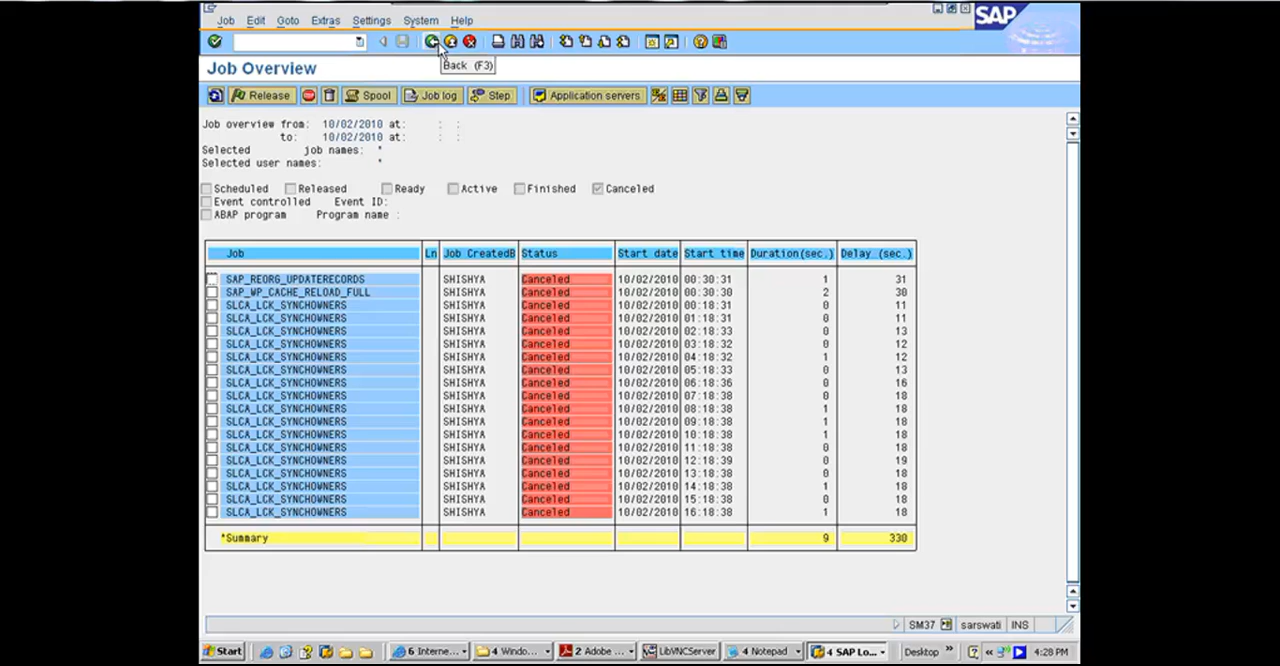 Job Edit Goto Extras Settings System Help
SAP
Back (F3)
Job Overview
Release Spool Job log Step Application servers
Job overview from: 10/02/2010 at: : :
to: 10/02/2010 at: : :
Selected job names: *
Selected user names: *
Scheduled Released Ready Active Finished Canceled
Event controlled Event ID:
ABAP program Program name :
Job Ln Job CreatedB Status Start date Start time Duration(sec.) Delay (sec.)
SAP_REORG_UPDATERECORDS SHISHYA Canceled 10/02/2010 00:30:31 1 31
SAP_WP_CACHE_RELOAD_FULL SHISHYA Canceled 10/02/2010 00:30:30 2 30
SLCA_LCK_SYNCHOWNERS SHISHYA Canceled 10/02/2010 00:18:31 0 11
SLCA_LCK_SYNCHOWNERS SHISHYA Canceled 10/02/2010 01:18:31 0 11
SLCA_LCK_SYNCHOWNERS SHISHYA Canceled 10/02/2010 02:18:33 0 13
SLCA_LCK_SYNCHOWNERS SHISHYA Canceled 10/02/2010 03:18:32 0 12
SLCA_LCK_SYNCHOWNERS SHISHYA Canceled 10/02/2010 04:18:32 1 12
SLCA_LCK_SYNCHOWNERS SHISHYA Canceled 10/02/2010 05:18:33 0 13
SLCA_LCK_SYNCHOWNERS SHISHYA Canceled 10/02/2010 06:18:36 0 16
SLCA_LCK_SYNCHOWNERS SHISHYA Canceled 10/02/2010 07:18:38 0 18
SLCA_LCK_SYNCHOWNERS SHISHYA Canceled 10/02/2010 08:18:38 1 18
SLCA_LCK_SYNCHOWNERS SHISHYA Canceled 10/02/2010 09:18:38 1 18
SLCA_LCK_SYNCHOWNERS SHISHYA Canceled 10/02/2010 10:18:38 1 18
SLCA_LCK_SYNCHOWNERS SHISHYA Canceled 10/02/2010 11:18:38 0 18
SLCA_LCK_SYNCHOWNERS SHISHYA Canceled 10/02/2010 12:18:39 0 19
SLCA_LCK_SYNCHOWNERS SHISHYA Canceled 10/02/2010 13:18:38 0 18
SLCA_LCK_SYNCHOWNERS SHISHYA Canceled 10/02/2010 14:18:38 1 18
SLCA_LCK_SYNCHOWNERS SHISHYA Canceled 10/02/2010 15:18:38 0 18
SLCA_LCK_SYNCHOWNERS SHISHYA Canceled 10/02/2010 16:18:38 1 18
*Summary 9 330
SM37 sarswati INS
Start 6 Interne... 4 Windo... 2 Adobe ... LibVNCServer 4 Notepad 4 SAP Lo... Desktop 4:28 PM